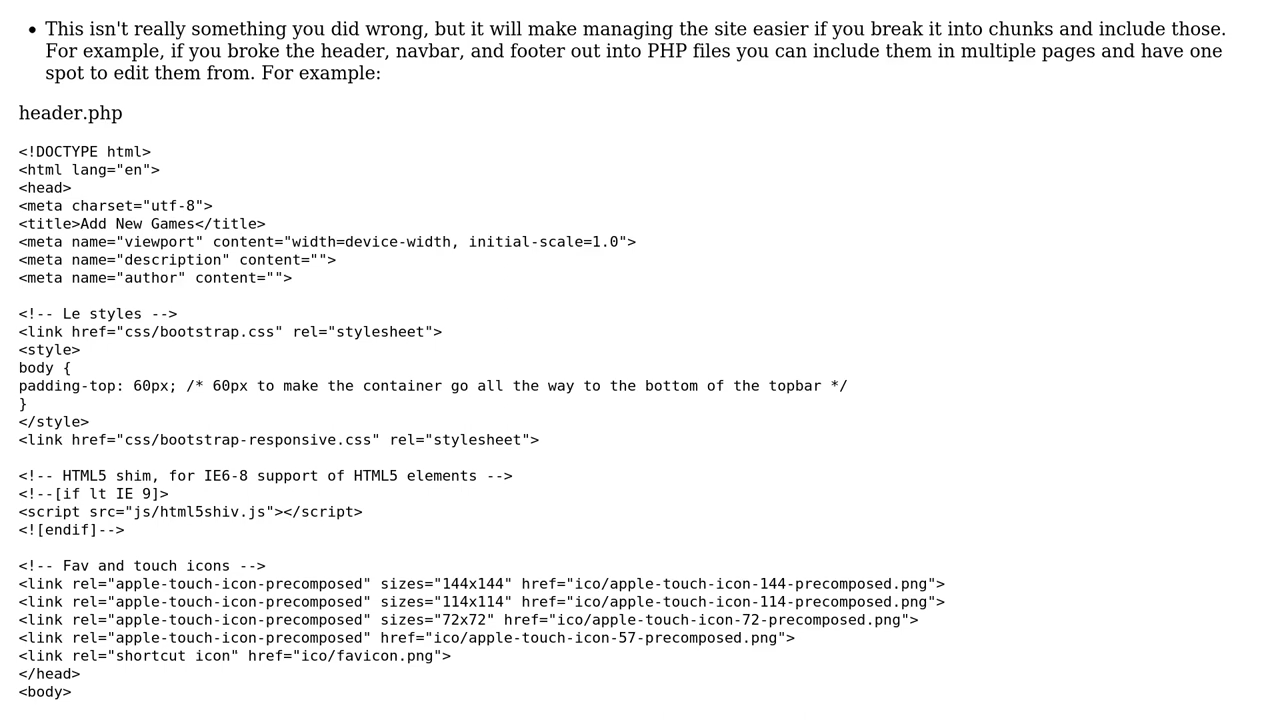 • This isn't really something you did wrong, but it will make managing the site easier if you break it into chunks and include those.
For example, if you broke the header, navbar, and footer out into PHP files you can include them in multiple pages and have one
spot to edit them from. For example:
header.php
<!DOCTYPE html>
<html lang="en">
<head>
<meta charset="utf-8">
<title>Add New Games</title>
<meta name="viewport" content="width=device-width, initial-scale=1.0">
<meta name="description" content="">
<meta name="author" content="">
<!-- Le styles -->
<link href="css/bootstrap.css" rel="stylesheet">
<style>
body {
padding-top: 60px; /* 60px to make the container go all the way to the bottom of the topbar */
}
</style>
<link href="css/bootstrap-responsive.css" rel="stylesheet">
<!-- HTML5 shim, for IE6-8 support of HTML5 elements -->
<!--[if lt IE 9]>
<script src="js/html5shiv.js"></script>
<![endif]-->
<!-- Fav and touch icons -->
<link rel="apple-touch-icon-precomposed" sizes="144x144" href="ico/apple-touch-icon-144-precomposed.png">
<link rel="apple-touch-icon-precomposed" sizes="114x114" href="ico/apple-touch-icon-114-precomposed.png">
<link rel="apple-touch-icon-precomposed" sizes="72x72" href="ico/apple-touch-icon-72-precomposed.png">
<link rel="apple-touch-icon-precomposed" href="ico/apple-touch-icon-57-precomposed.png">
<link rel="shortcut icon" href="ico/favicon.png">
</head>
<body>